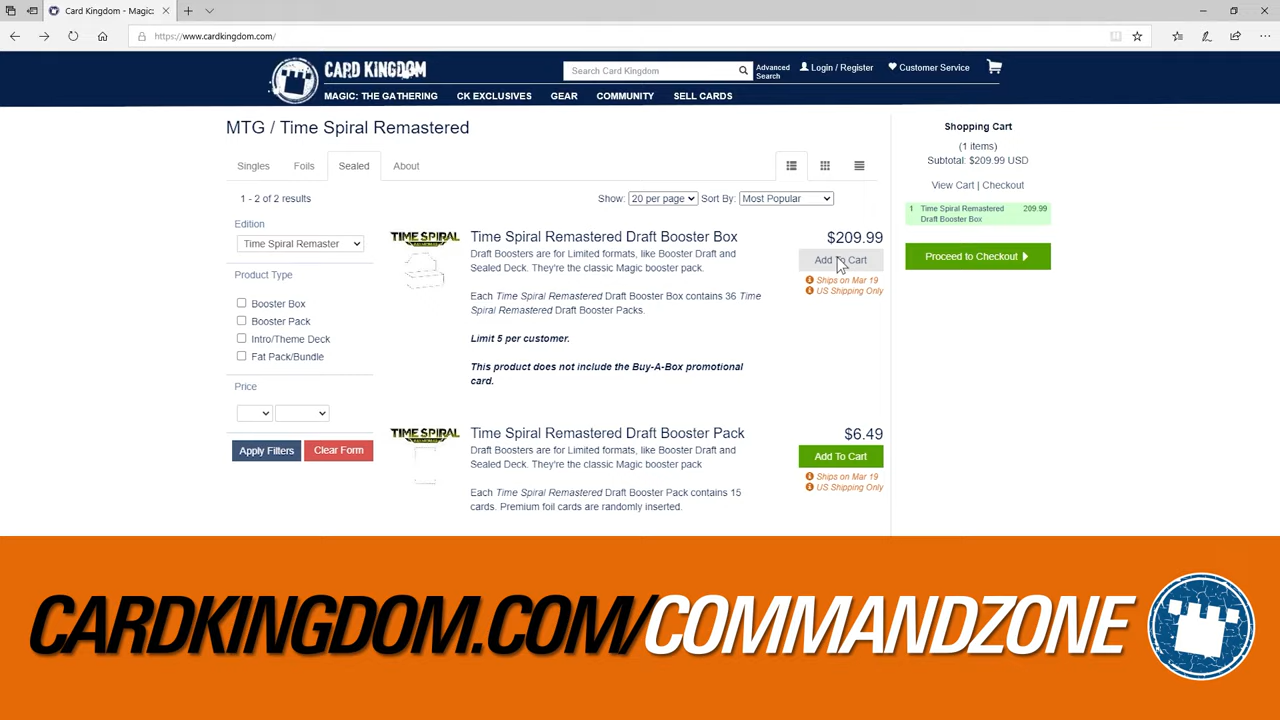 Card Kingdom - Magic:
https://www.cardkingdom.com/
CARD KINGDOM
Search Card Kingdom
Advanced
Search
Login / Register
Customer Service
MAGIC: THE GATHERING
CK EXCLUSIVES
GEAR
COMMUNITY
SELL CARDS
MTG / Time Spiral Remastered
Singles
Foils
Sealed
About
1 - 2 of 2 results
Show: 20 per page Sort By: Most Popular
Edition
Time Spiral Remaster
Product Type
Booster Box
Booster Pack
Intro/Theme Deck
Fat Pack/Bundle
Price
Apply Filters
Clear Form
TIME SPIRAL
Time Spiral Remastered Draft Booster Box
Draft Boosters are for Limited formats, like Booster Draft and
Sealed Deck. They're the classic Magic booster pack.
Each Time Spiral Remastered Draft Booster Box contains 36 Time
Spiral Remastered Draft Booster Packs.
Limit 5 per customer.
This product does not include the Buy-A-Box promotional
card.
$209.99
Add To Cart
Ships on Mar 19
US Shipping Only
TIME SPIRAL
Time Spiral Remastered Draft Booster Pack
Draft Boosters are for Limited formats, like Booster Draft and
Sealed Deck. They're the classic Magic booster pack
Each Time Spiral Remastered Draft Booster Pack contains 15
cards. Premium foil cards are randomly inserted.
$6.49
Add To Cart
Ships on Mar 19
US Shipping Only
Shopping Cart
(1 items)
Subtotal: $209.99 USD
View Cart | Checkout
1 Time Spiral Remastered 209.99
Draft Booster Box
Proceed to Checkout
CARDKINGDOM.COM/COMMANDZONE